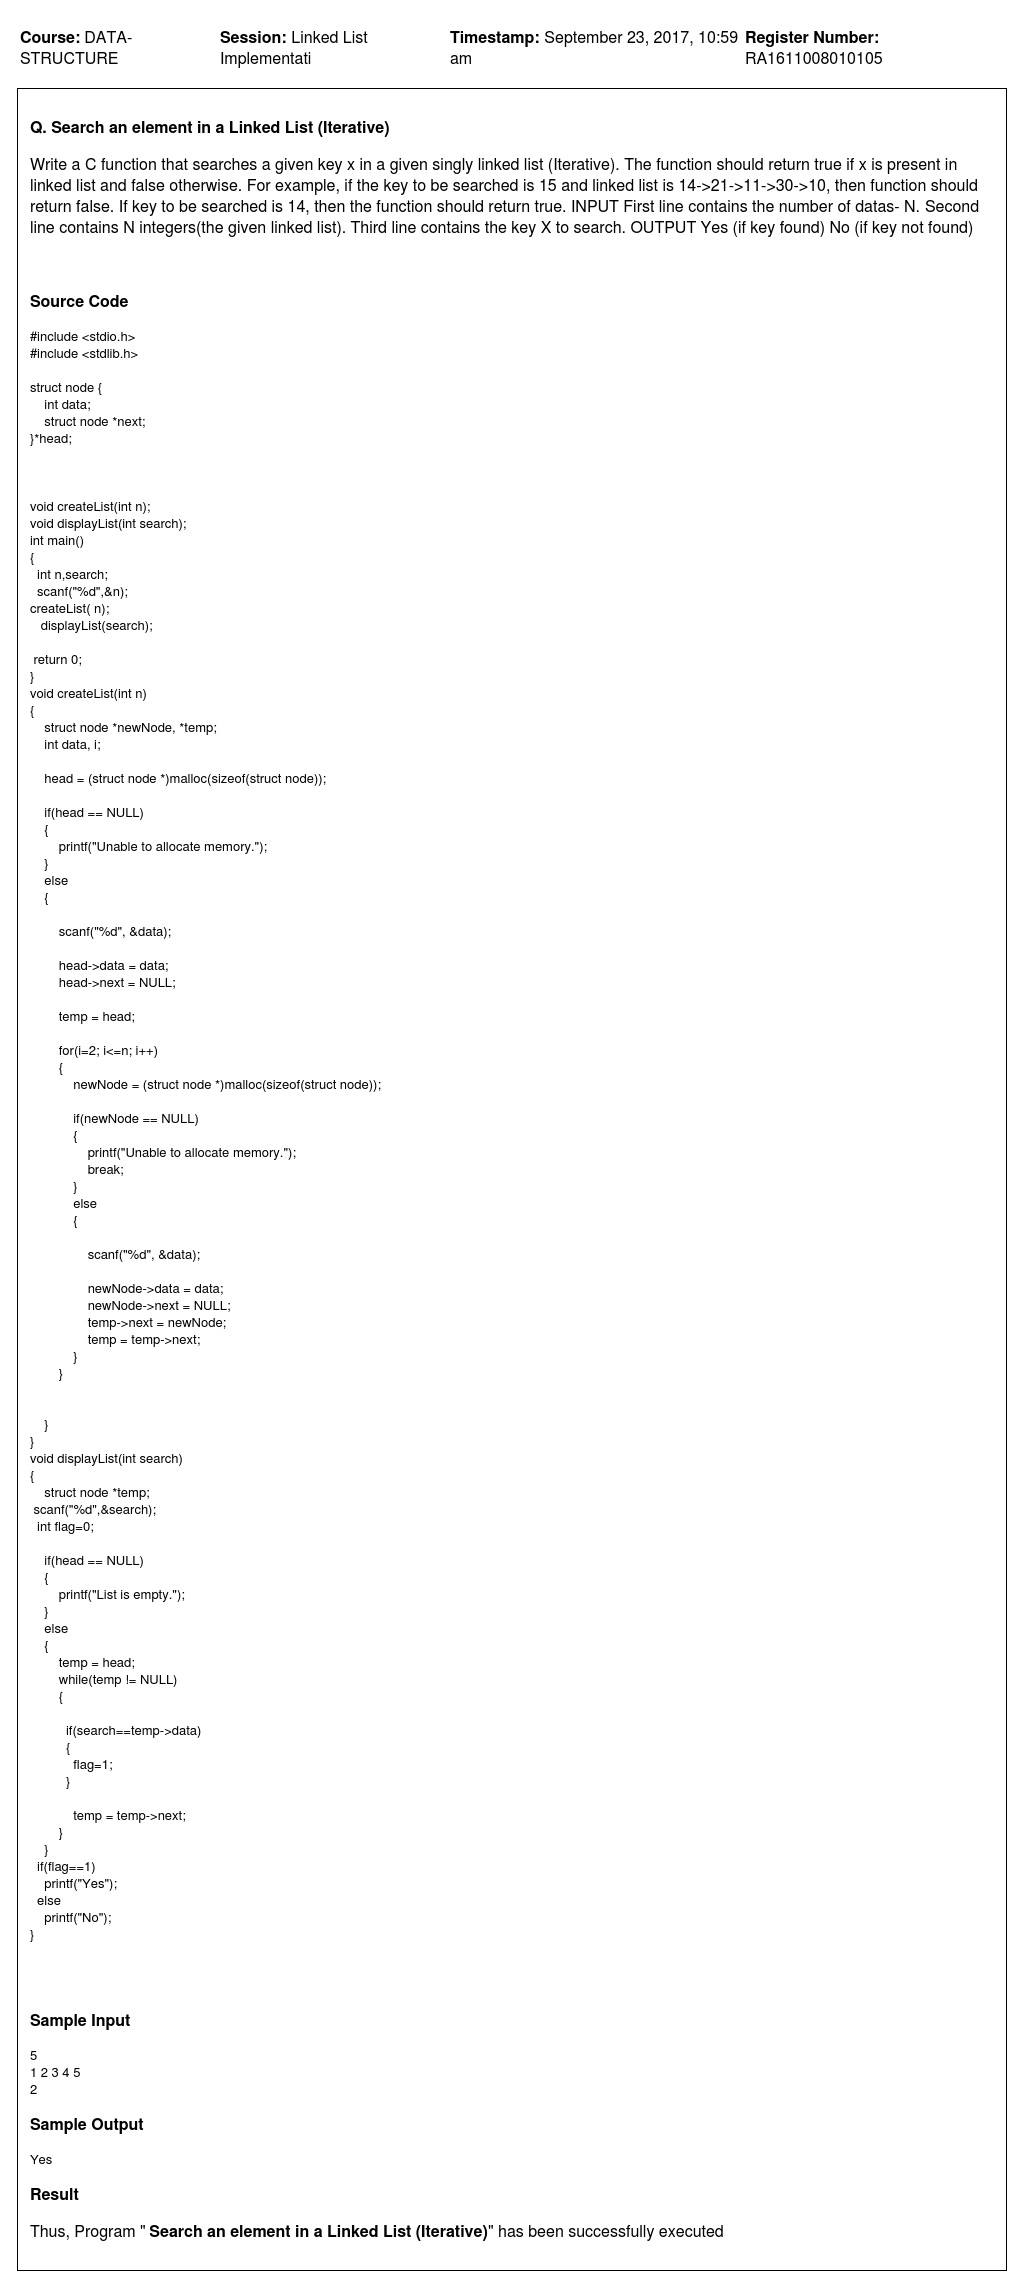 Course: DATA-STRUCTURE
Session: Linked List Implementati
Timestamp: September 23, 2017, 10:59 am
Register Number: RA1611008010105
Q. Search an element in a Linked List (Iterative)
Write a C function that searches a given key x in a given singly linked list (Iterative). The function should return true if x is present in
linked list and false otherwise. For example, if the key to be searched is 15 and linked list is 14->21->11->30->10, then function should
return false. If key to be searched is 14, then the function should return true. INPUT First line contains the number of datas- N. Second
line contains N integers(the given linked list). Third line contains the key X to search. OUTPUT Yes (if key found) No (if key not found)
Source Code
#include <stdio.h>
#include <stdlib.h>
struct node {
    int data;
    struct node *next;
}*head;
void createList(int n);
void displayList(int search);
int main()
{
  int n,search;
  scanf("%d",&n);
createList( n);
   displayList(search);
 return 0;
}
void createList(int n)
{
    struct node *newNode, *temp;
    int data, i;
    head = (struct node *)malloc(sizeof(struct node));
    if(head == NULL)
    {
        printf("Unable to allocate memory.");
    }
    else
    {
        scanf("%d", &data);
        head->data = data;
        head->next = NULL;
        temp = head;
        for(i=2; i<=n; i++)
        {
            newNode = (struct node *)malloc(sizeof(struct node));
            if(newNode == NULL)
            {
                printf("Unable to allocate memory.");
                break;
            }
            else
            {
                scanf("%d", &data);
                newNode->data = data;
                newNode->next = NULL;
                temp->next = newNode;
                temp = temp->next;
            }
        }
    }
}
void displayList(int search)
{
    struct node *temp;
 scanf("%d",&search);
  int flag=0;
    if(head == NULL)
    {
        printf("List is empty.");
    }
    else
    {
        temp = head;
        while(temp != NULL)
        {
          if(search==temp->data)
          {
            flag=1;
          }
            temp = temp->next;
        }
    }
  if(flag==1)
    printf("Yes");
  else
    printf("No");
}
Sample Input
5
1 2 3 4 5
2
Sample Output
Yes
Result
Thus, Program " Search an element in a Linked List (Iterative)" has been successfully executed